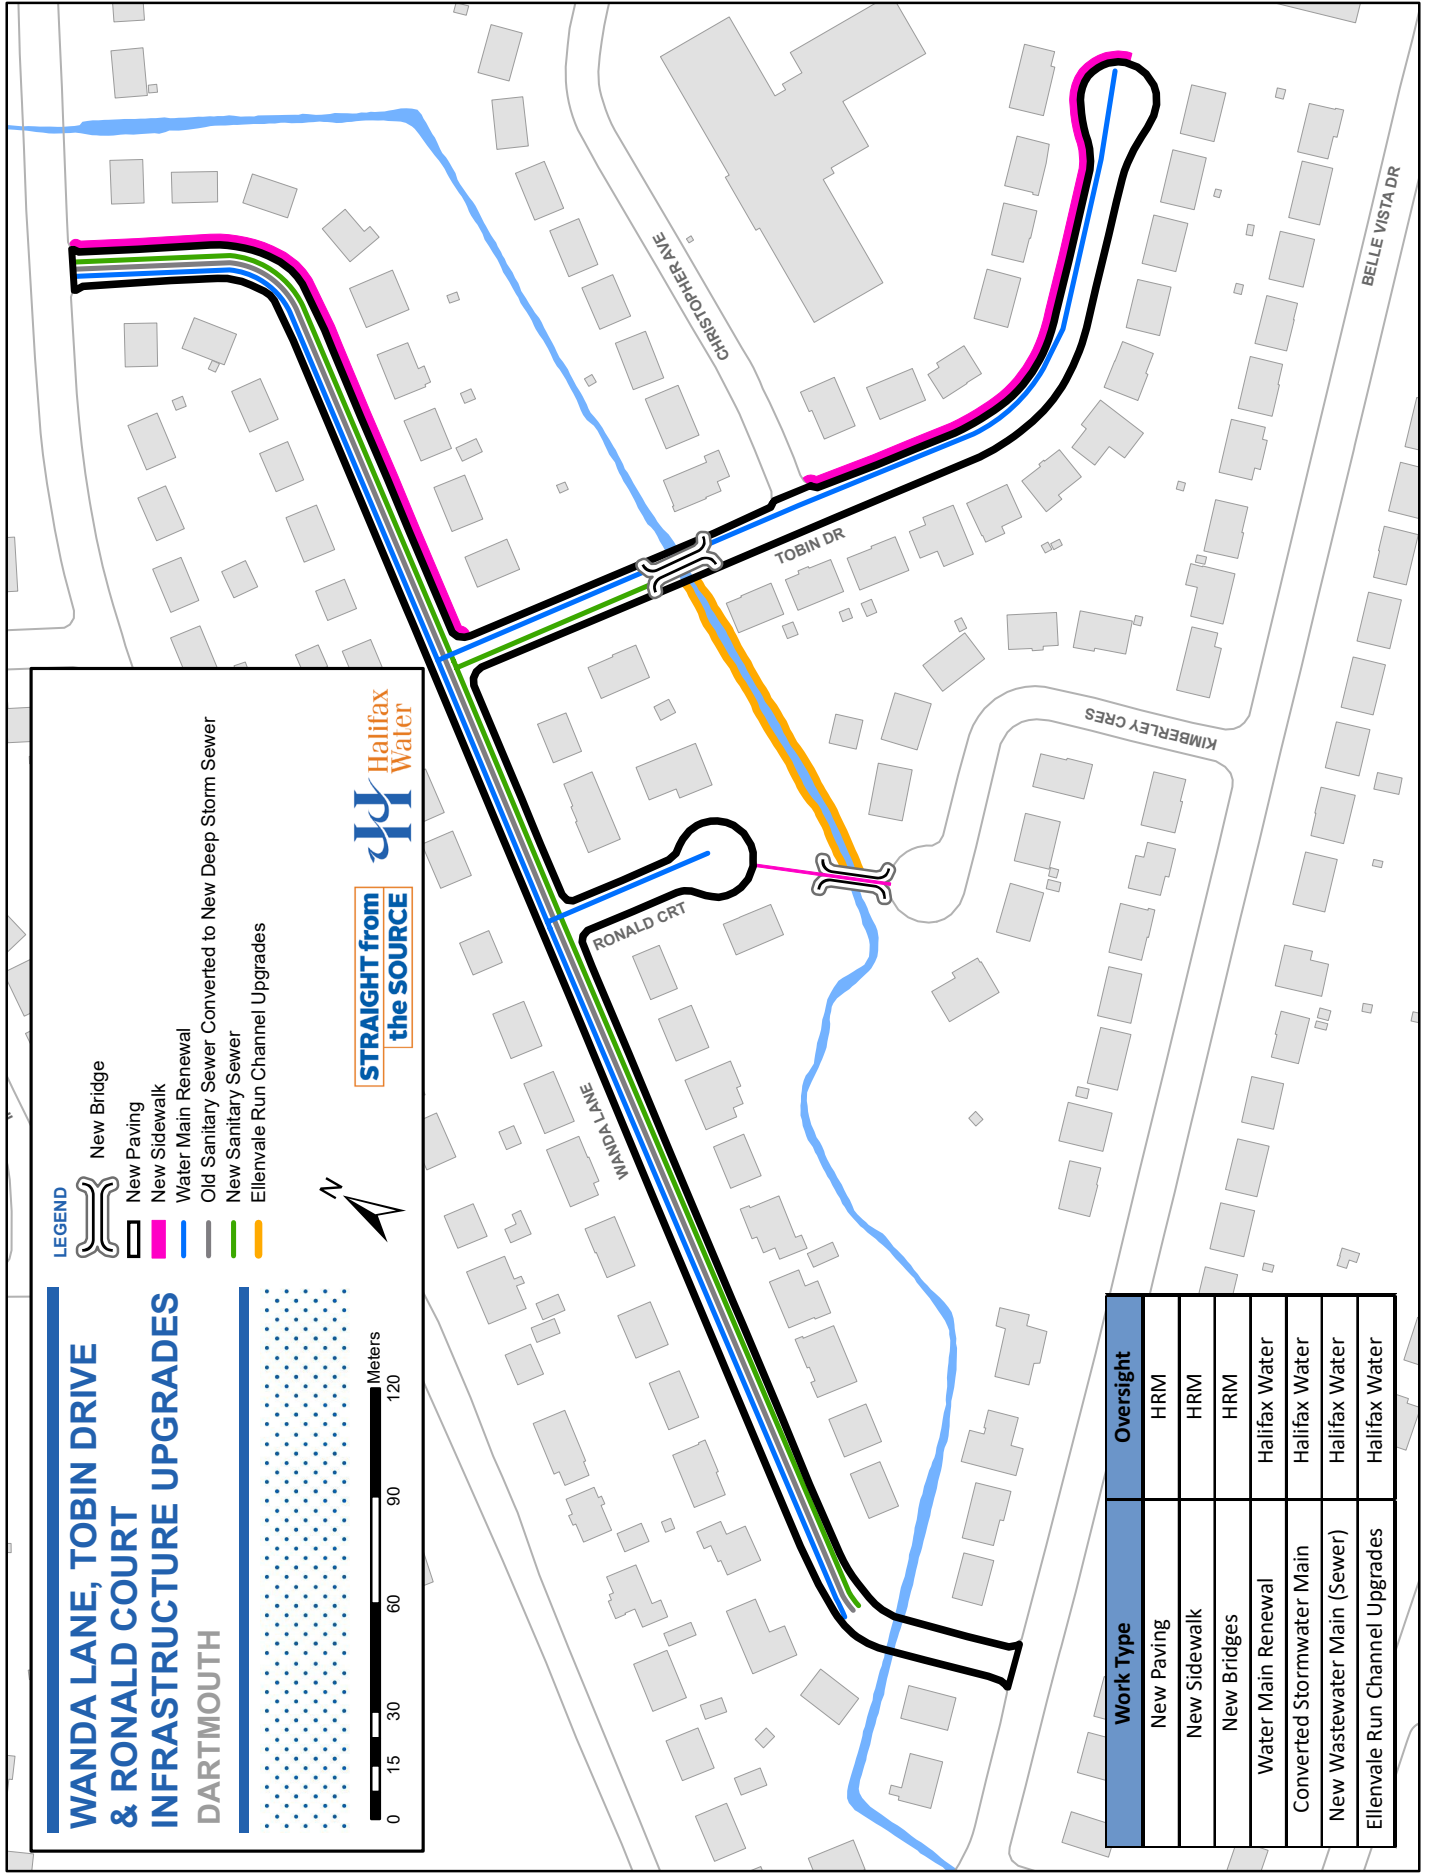 WANDA LANE, TOBIN DRIVE
& RONALD COURT
INFRASTRUCTURE UPGRADES
DARTMOUTH
0 15 30 60 90 120
Meters
LEGEND
New Bridge
New Paving
New Sidewalk
Water Main Renewal
Old Sanitary Sewer Converted to New Deep Storm Sewer
New Sanitary Sewer
Ellenvale Run Channel Upgrades
N
STRAIGHT from
the SOURCE
Halifax
Water
CHRISTOPHER AVE
BELLE VISTA DR
TOBIN DR
KIMBERLEY CRES
RONALD CRT
WANDA LANE
Work Type Oversight
New Paving HRM
New Sidewalk HRM
New Bridges HRM
Water Main Renewal Halifax Water
Converted Stormwater Main Halifax Water
New Wastewater Main (Sewer) Halifax Water
Ellenvale Run Channel Upgrades Halifax Water